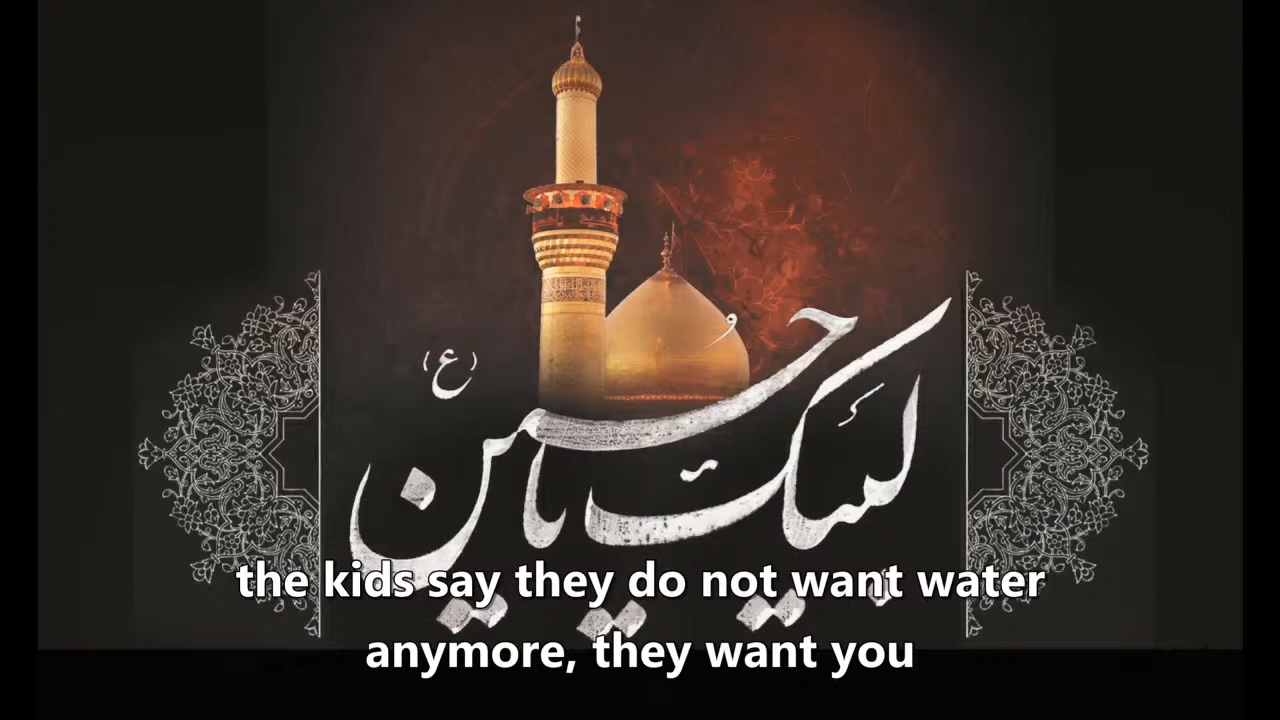 لبیک یا حسین (ع)
the kids say they do not want water
anymore, they want you